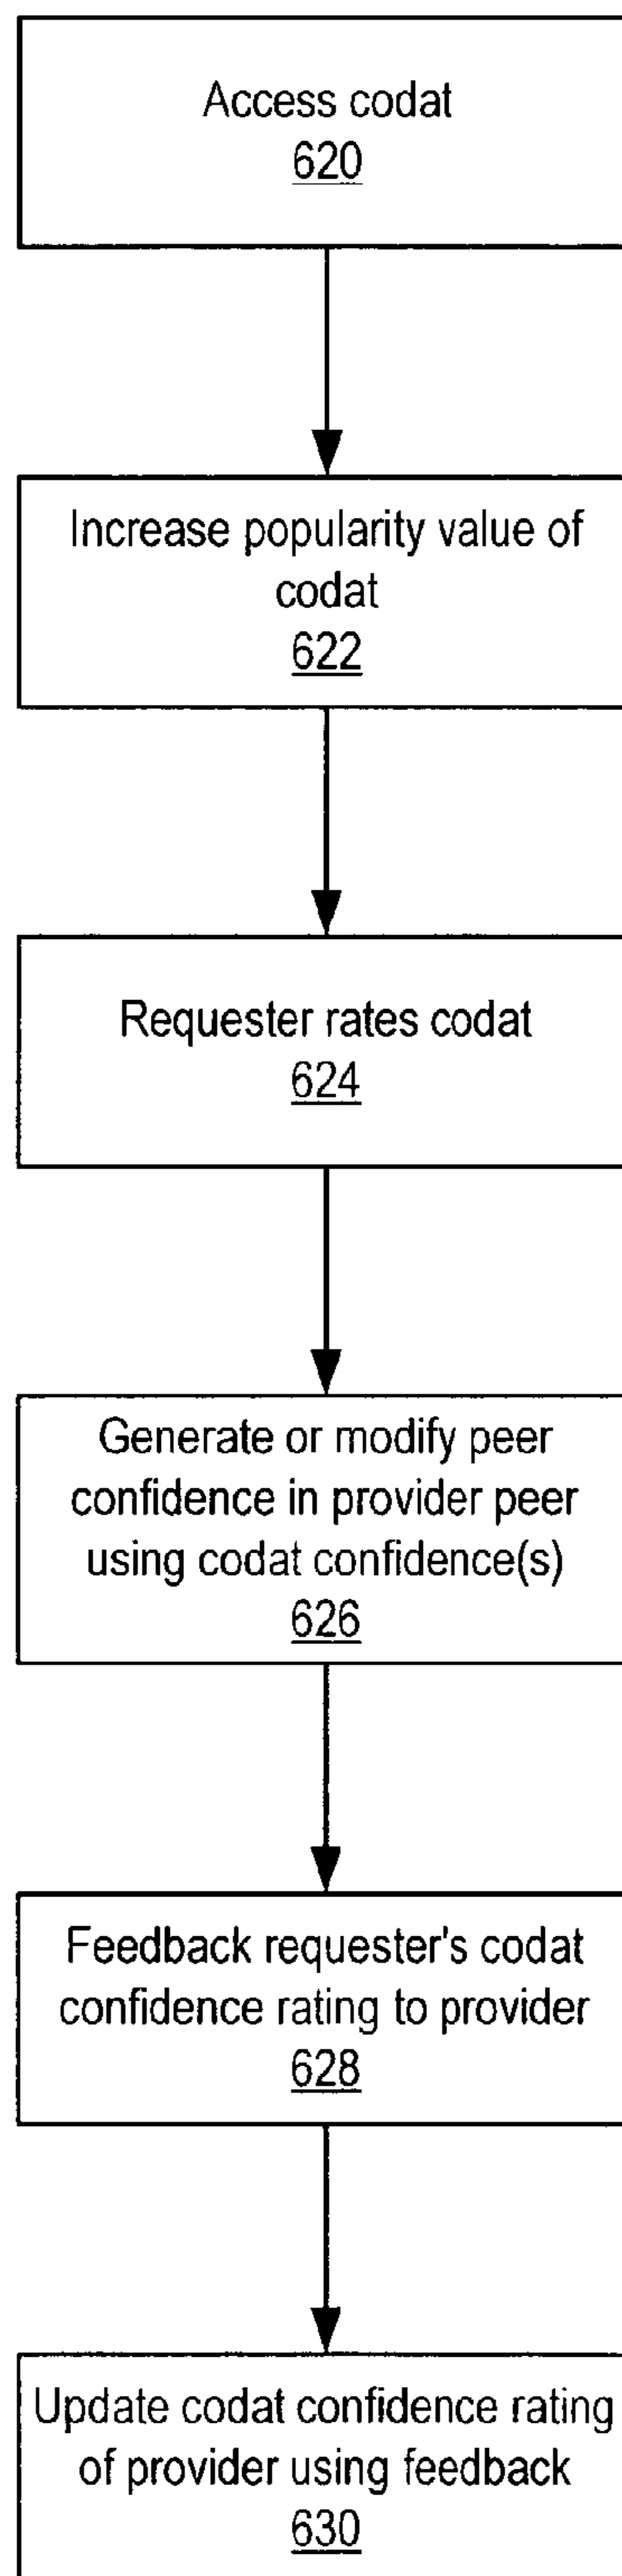 Access codat
620
Increase popularity value of
codat
622
Requester rates codat
624
Generate or modify peer
confidence in provider peer
using codat confidence(s)
626
Feedback requester's codat
confidence rating to provider
628
Update codat confidence rating
of provider using feedback
630